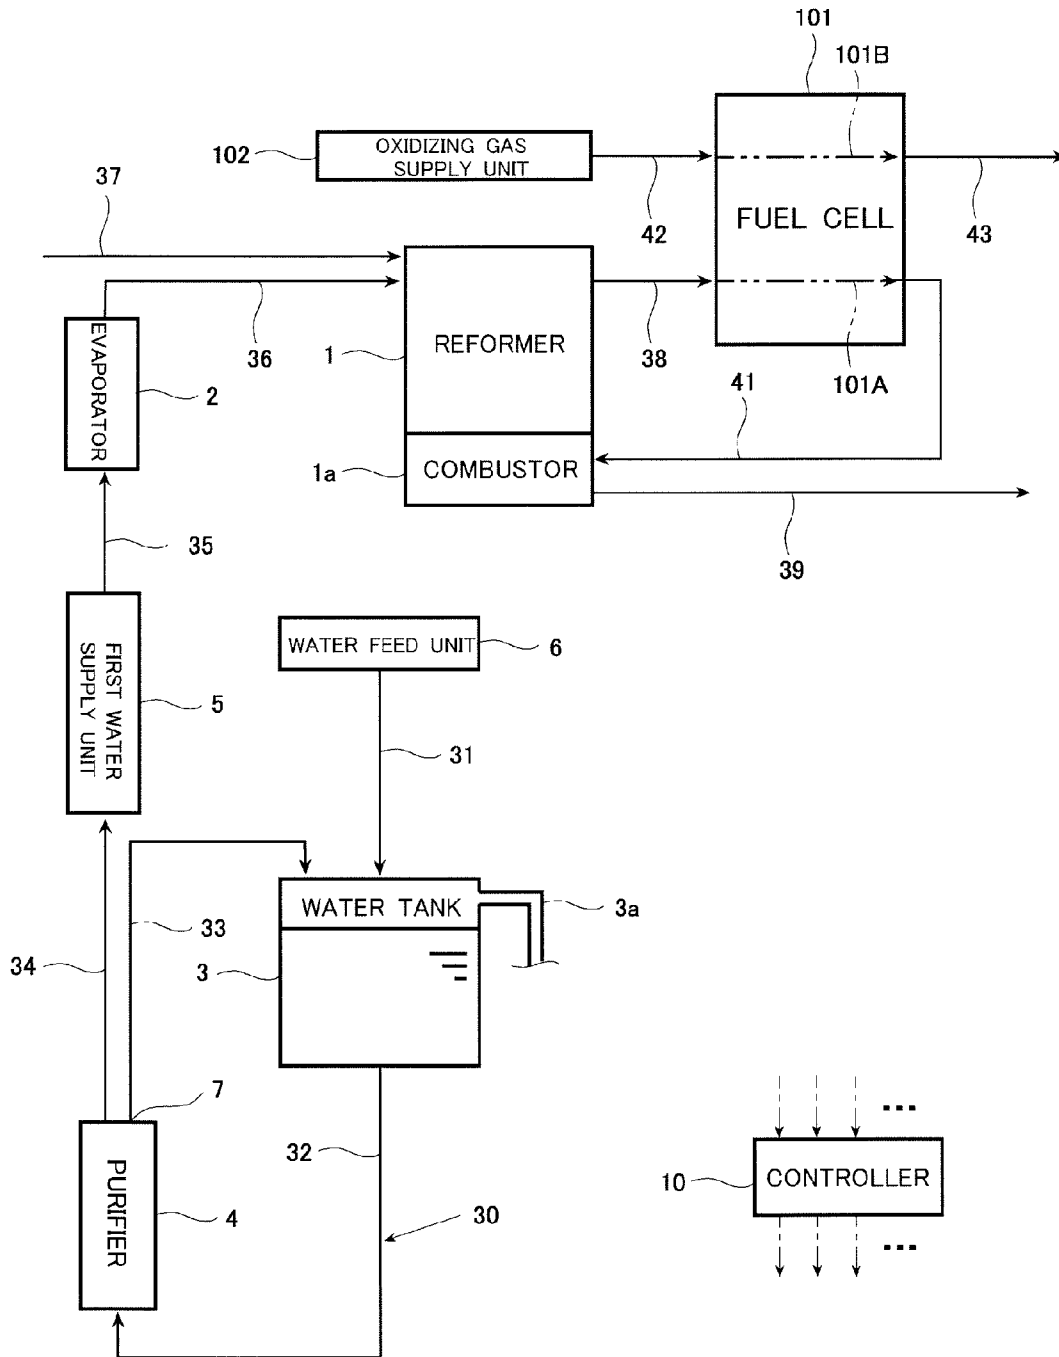 101
101B
OXIDIZING GAS
SUPPLY UNIT
102
37
42
FUEL CELL
43
EVAPORATOR
36
REFORMER
1
38
101A
2
41
1a
COMBUSTOR
35
39
FIRST WATER
SUPPLY UNIT
WATER FEED UNIT
6
5
31
WATER TANK
3a
33
34
3
7
32
PURIFIER
4
30
10
CONTROLLER